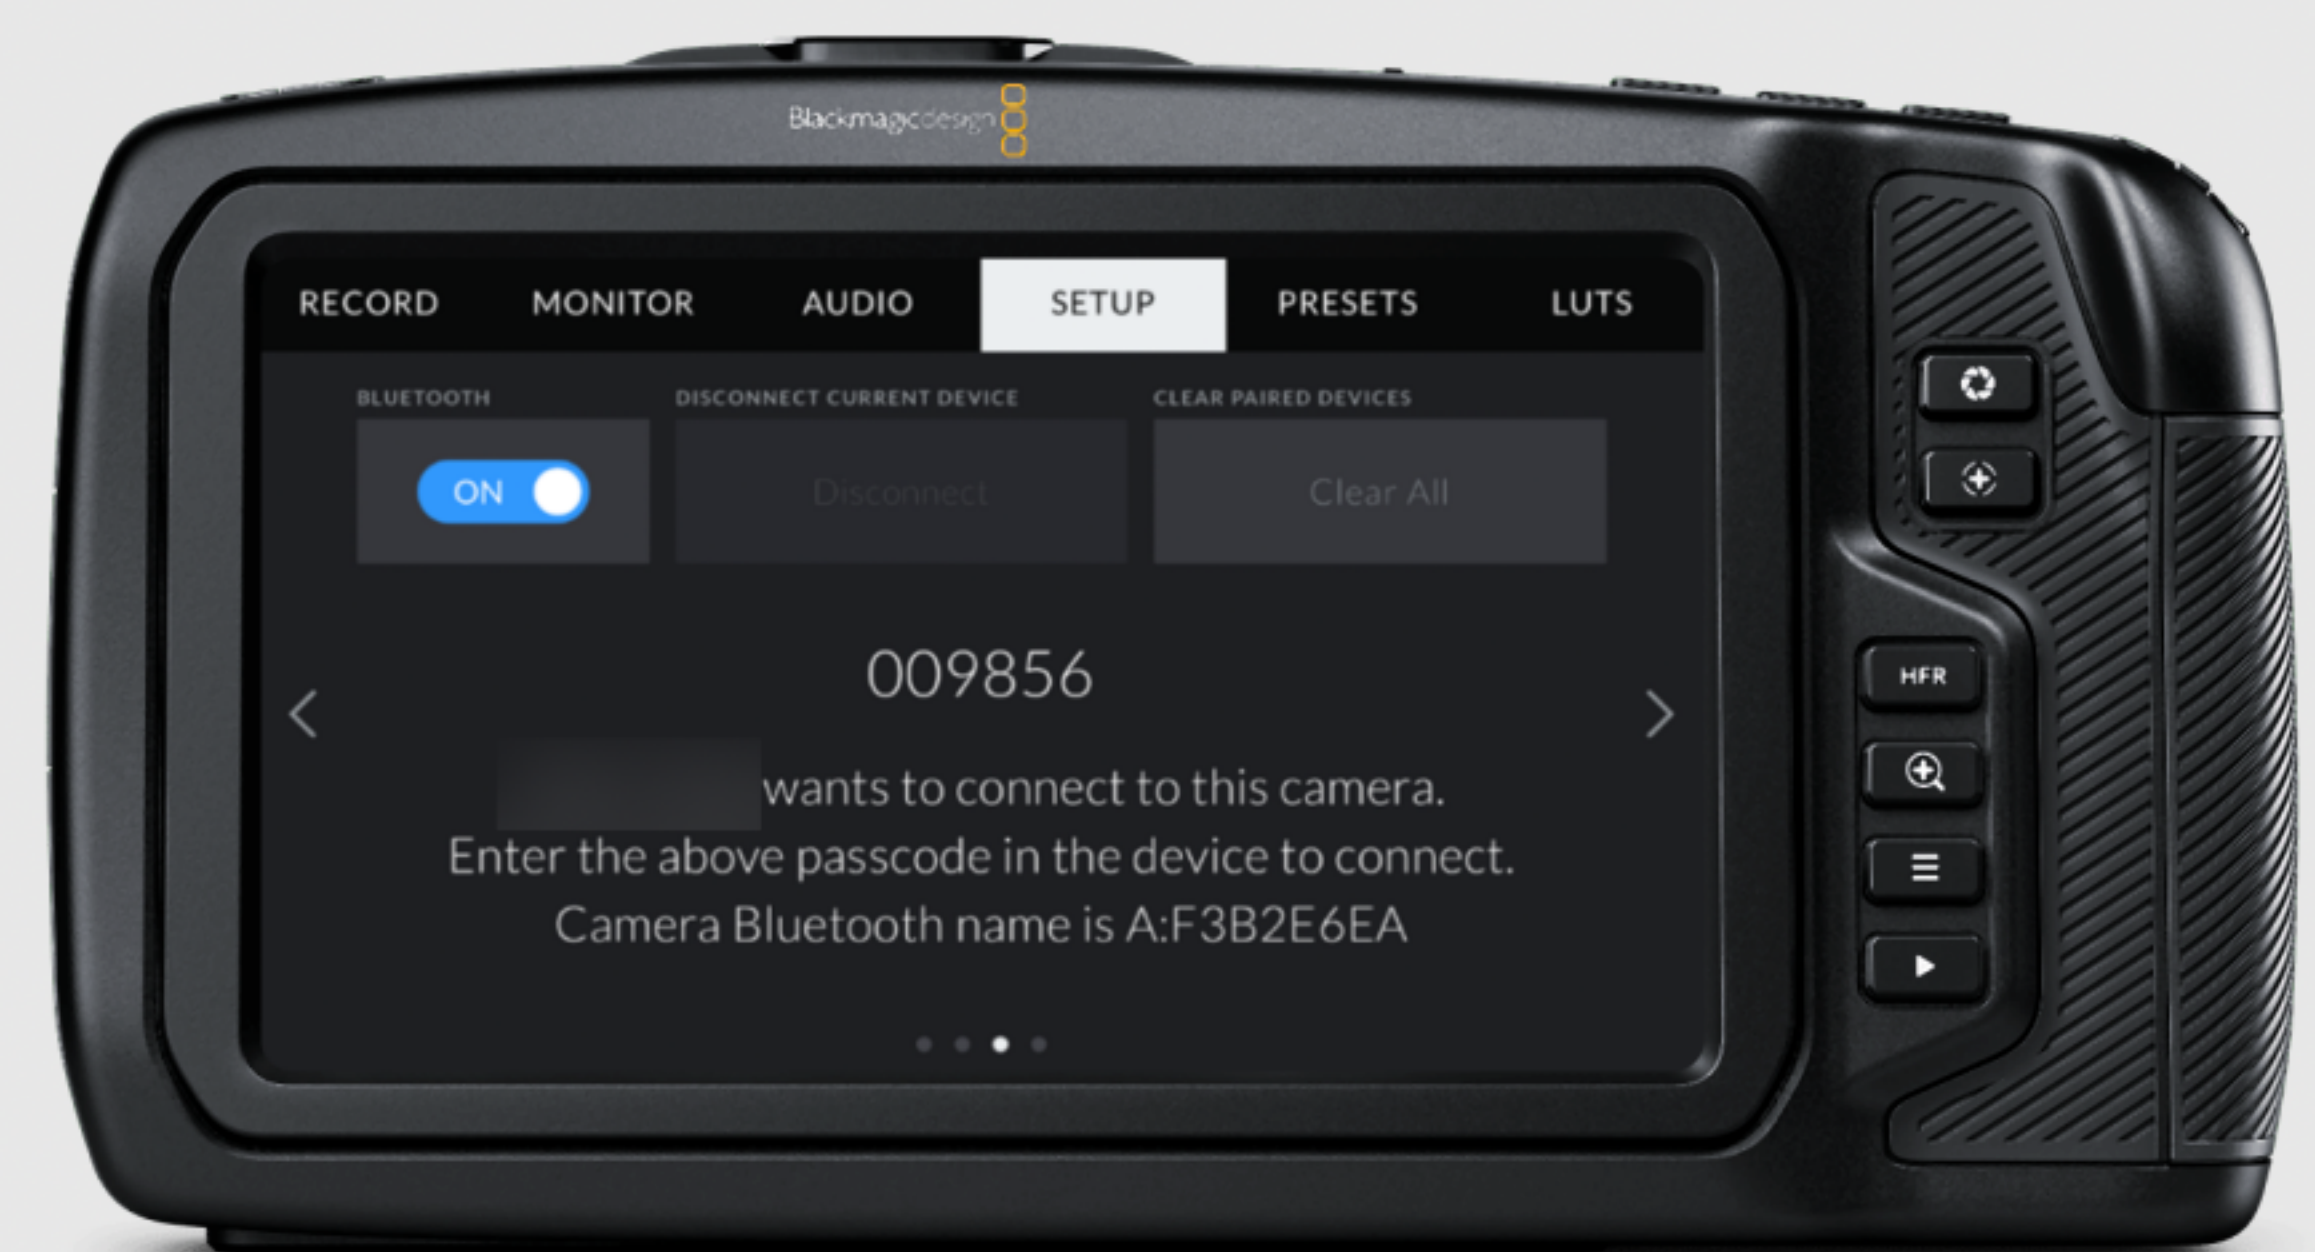 Blackmagicdesign
RECORD MONITOR AUDIO SETUP PRESETS LUTS
BLUETOOTH DISCONNECT CURRENT DEVICE CLEAR PAIRED DEVICES
ON Disconnect Clear All
009856
wants to connect to this camera.
Enter the above passcode in the device to connect.
Camera Bluetooth name is A:F3B2E6EA
HFR